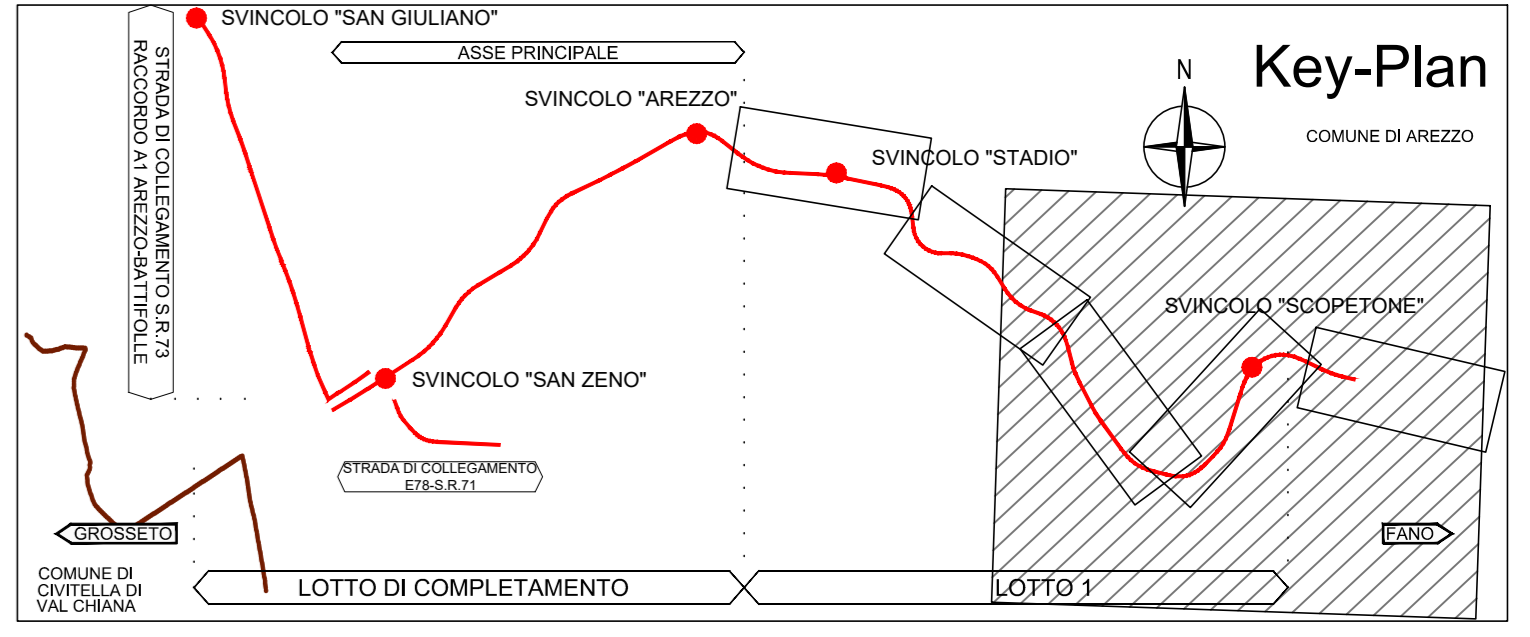 SVINCOLO "SAN GIULIANO"
STRADA DI COLLEGAMENTO S.R.73
RACCORDO A1 AREZZO-BATTIFOLLE
ASSE PRINCIPALE
Key-Plan
N
SVINCOLO "AREZZO"
COMUNE DI AREZZO
SVINCOLO "STADIO"
SVINCOLO "SCOPETONE"
SVINCOLO "SAN ZENO"
STRADA DI COLLEGAMENTO
E78-S.R.71
GROSSETO
FANO
COMUNE DI
CIVITELLA DI
VAL CHIANA
LOTTO DI COMPLETAMENTO
LOTTO 1